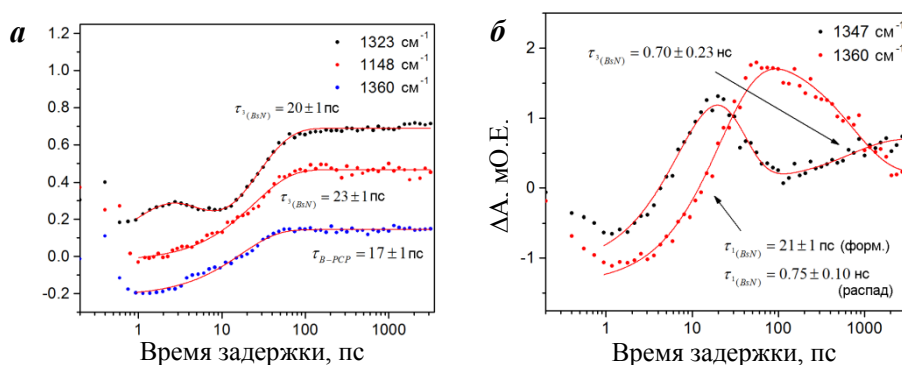 а
1323 см-1
1148 см-1
1360 см-1
τ3(BsN) = 20±1 пс
τ3(BsN) = 23±1 пс
τB-PCP = 17±1 пс
1.2
1.0
0.8
0.6
0.4
0.2
0.0
-0.2
1 10 100 1000
Время задержки, пс
б
1347 см-1
1360 см-1
τ3(BsN) = 0.70±0.23 нс
τ1(BsN) = 21±1 пс (форм.)
τ1(BsN) = 0.75±0.10 нс
(распад)
ΔA, мО.Е.
2
1
0
-1
1 10 100 1000
Время задержки, пс